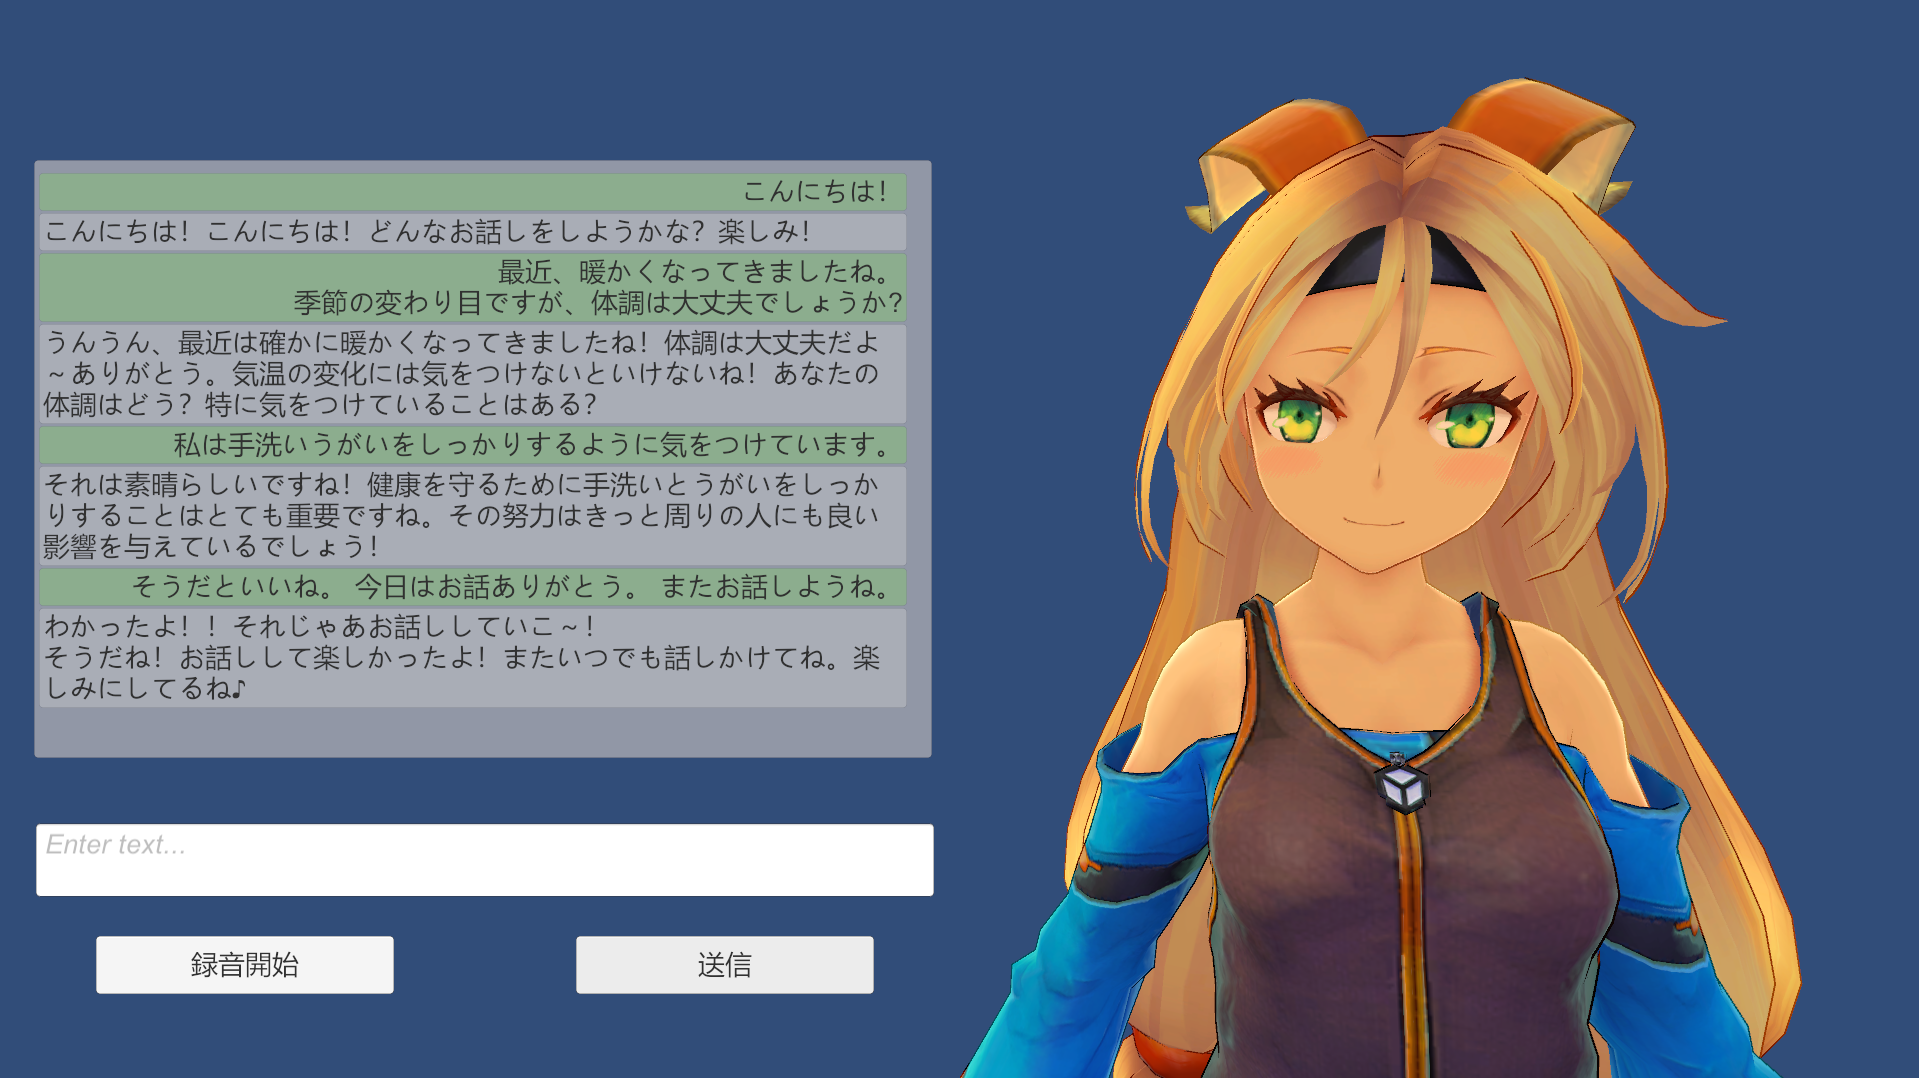 こんにちは！
こんにちは！こんにちは！どんなお話しをしようかな？楽しみ！
最近、暖かくなってきましたね。
季節の変わり目ですが、体調は大丈夫でしょうか？
うんうん、最近は確かに暖かくなってきましたね！体調は大丈夫だよ
～ありがとう。気温の変化には気をつけないといけないね！あなたの
体調はどう？特に気をつけていることはある？
私は手洗いうがいをしっかりするように気をつけています。
それは素晴らしいですね！健康を守るために手洗いとうがいをしっか
りすることはとても重要ですね。その努力はきっと周りの人にも良い
影響を与えているでしょう！
そうだといいね。 今日はお話ありがとう。 またお話しようね。
わかったよ！！それじゃあお話ししていこ～！
そうだね！お話しして楽しかったよ！またいつでも話しかけてね。楽
しみにしてるね♪
Enter text...
録音開始
送信